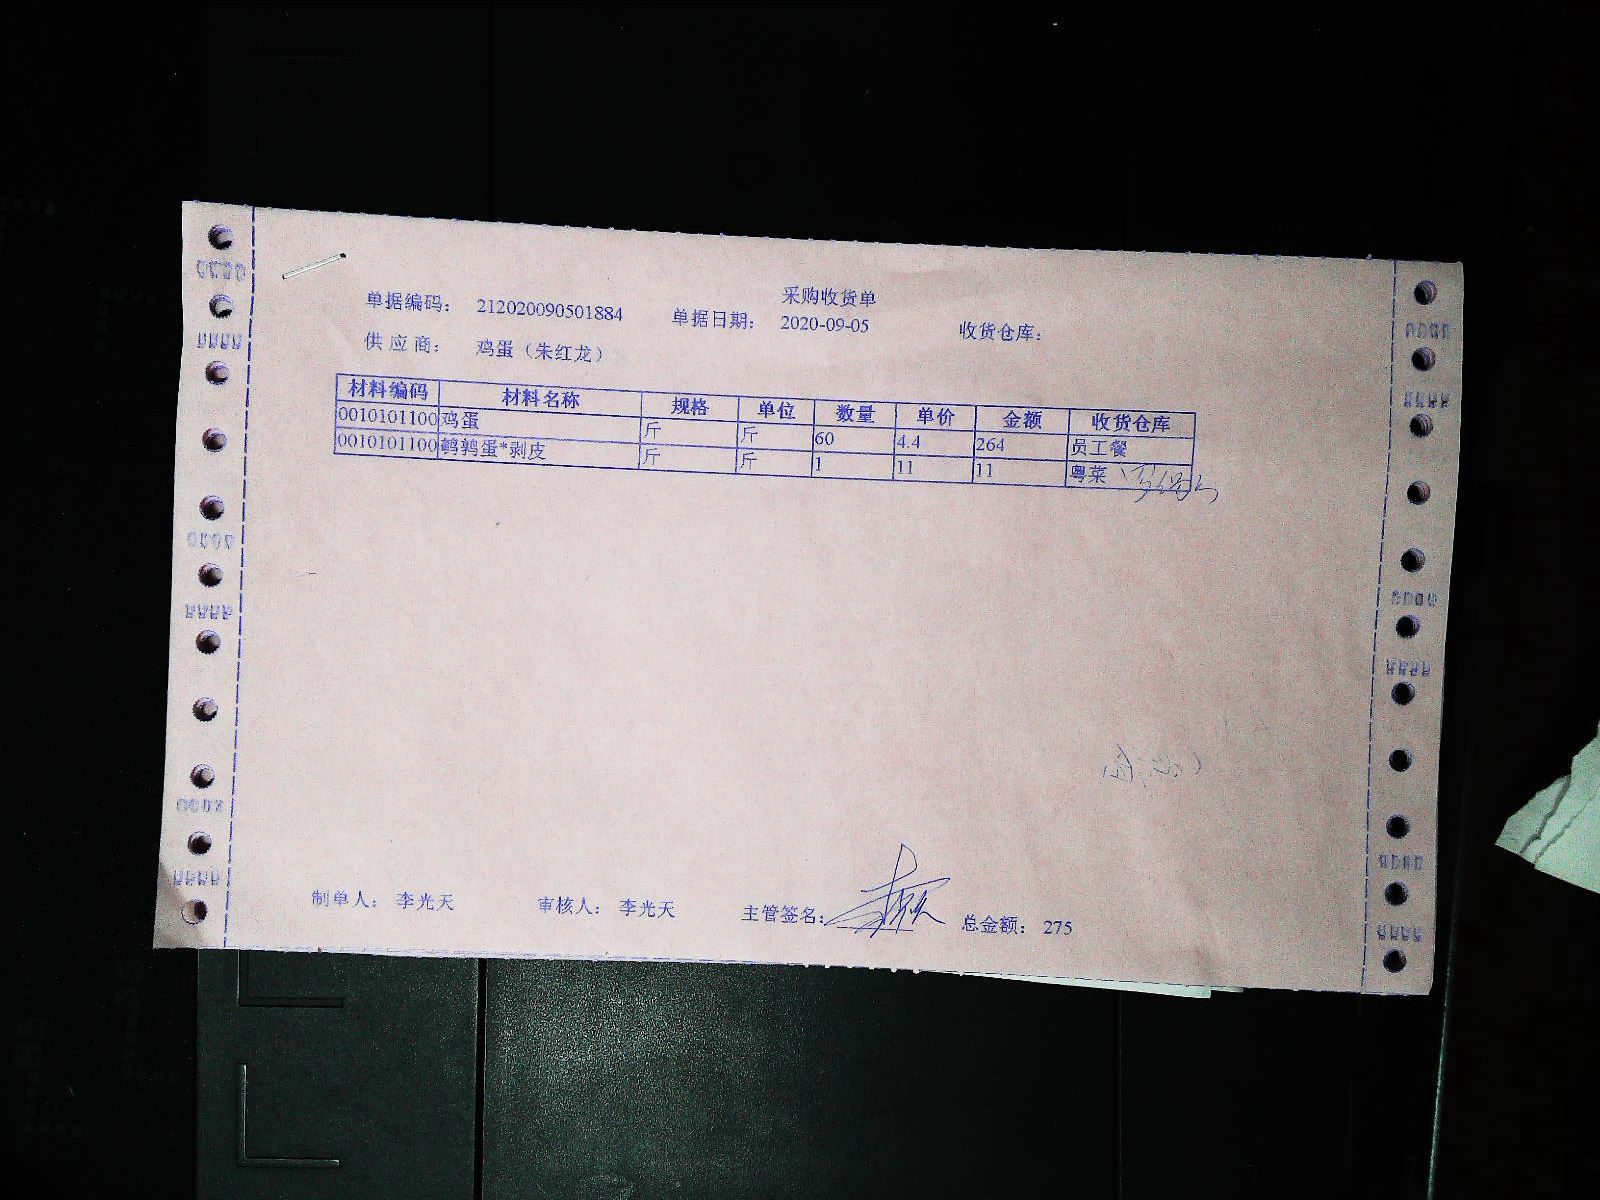 采购收货单
单据编码: 212020090501884 单据日期: 2020-09-05 收货仓库:
供应商: 鸡蛋（朱红龙）
材料编码 材料名称 规格 单位 数量 单价 金额 收货仓库
0010101100 鸡蛋 斤 斤 60 4.4 264 员工餐
0010101100 鹌鹑蛋*剥皮 斤 斤 1 11 11 粤菜
制单人: 李光天 审核人: 李光天 主管签名: 总金额: 275